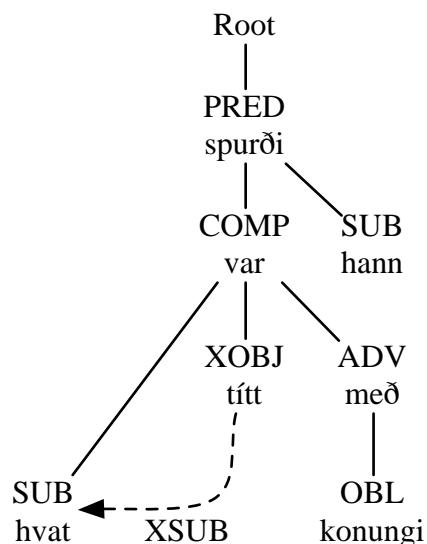 Root
PRED
spurði
COMP SUB
var hann
XOBJ ADV
títt með
SUB OBL
hvat XSUB konungi